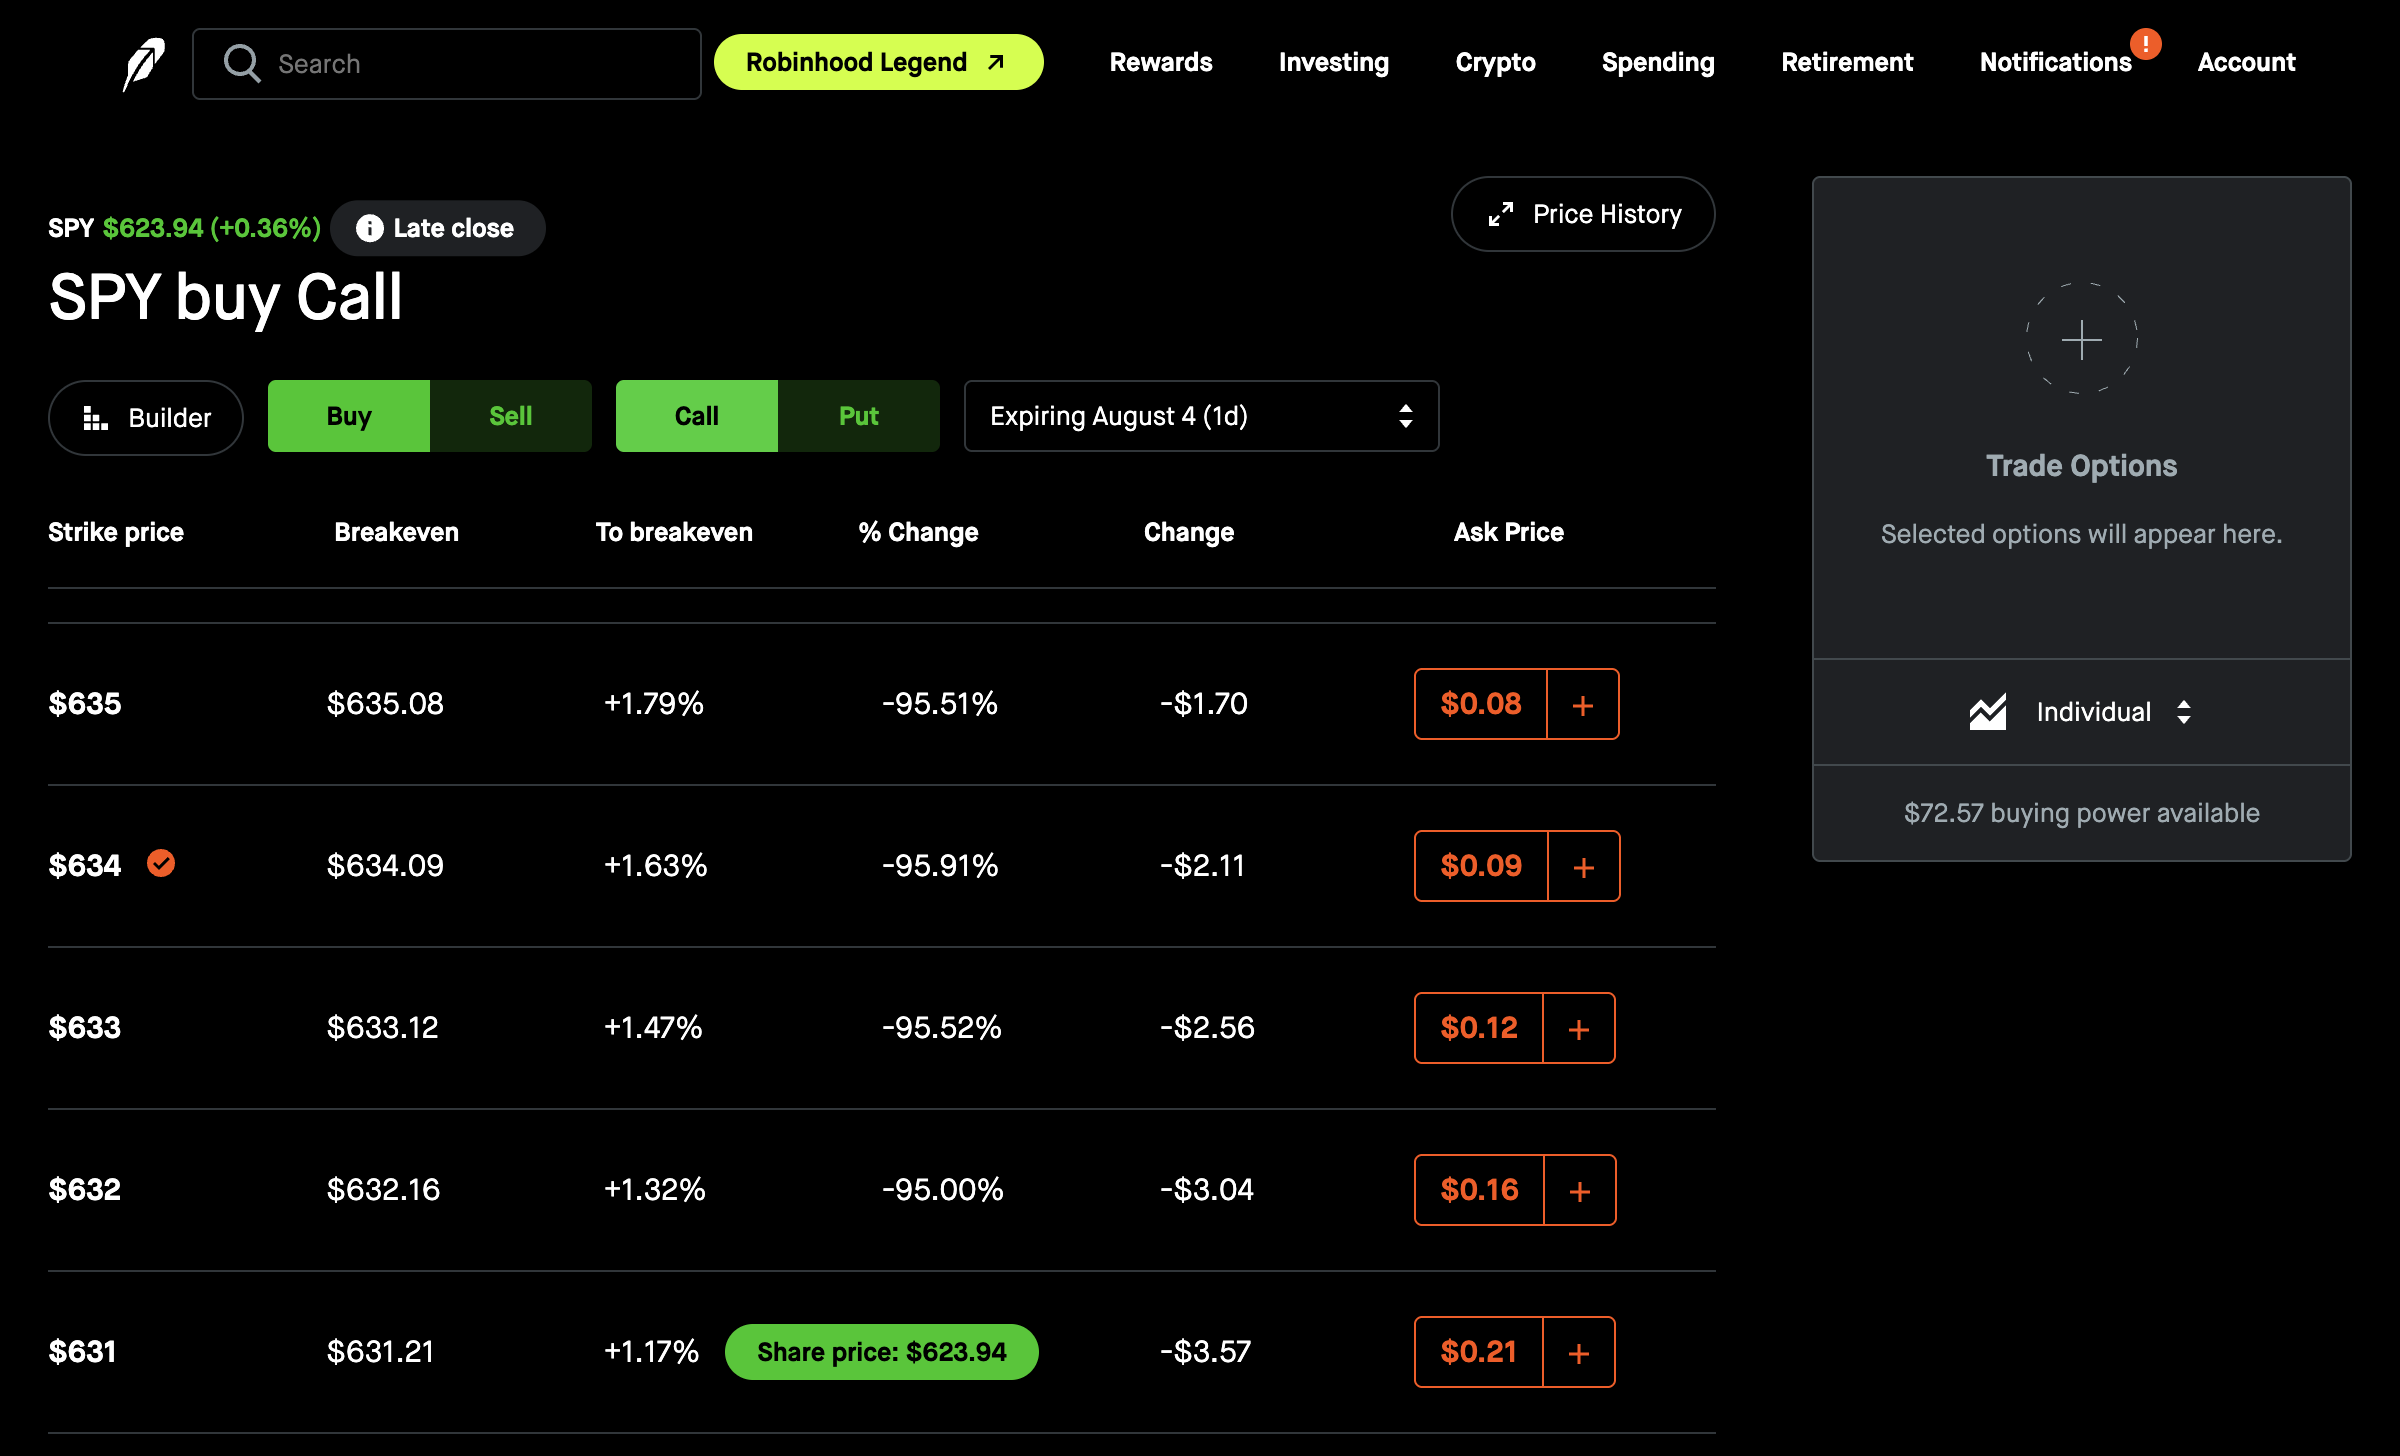 Search
Robinhood Legend
Rewards
Investing
Crypto
Spending
Retirement
Notifications
!
Account
SPY $623.94 (+0.36%)
Late close
Price History
SPY buy Call
Builder
Buy
Sell
Call
Put
Expiring August 4 (1d)
Strike price Breakeven To breakeven % Change Change Ask Price
$635 $635.08 +1.79% -95.51% -$1.70 $0.08 +
$634 $634.09 +1.63% -95.91% -$2.11 $0.09 +
$633 $633.12 +1.47% -95.52% -$2.56 $0.12 +
$632 $632.16 +1.32% -95.00% -$3.04 $0.16 +
$631 $631.21 +1.17% Share price: $623.94 -$3.57 $0.21 +
Trade Options
Selected options will appear here.
Individual
$72.57 buying power available